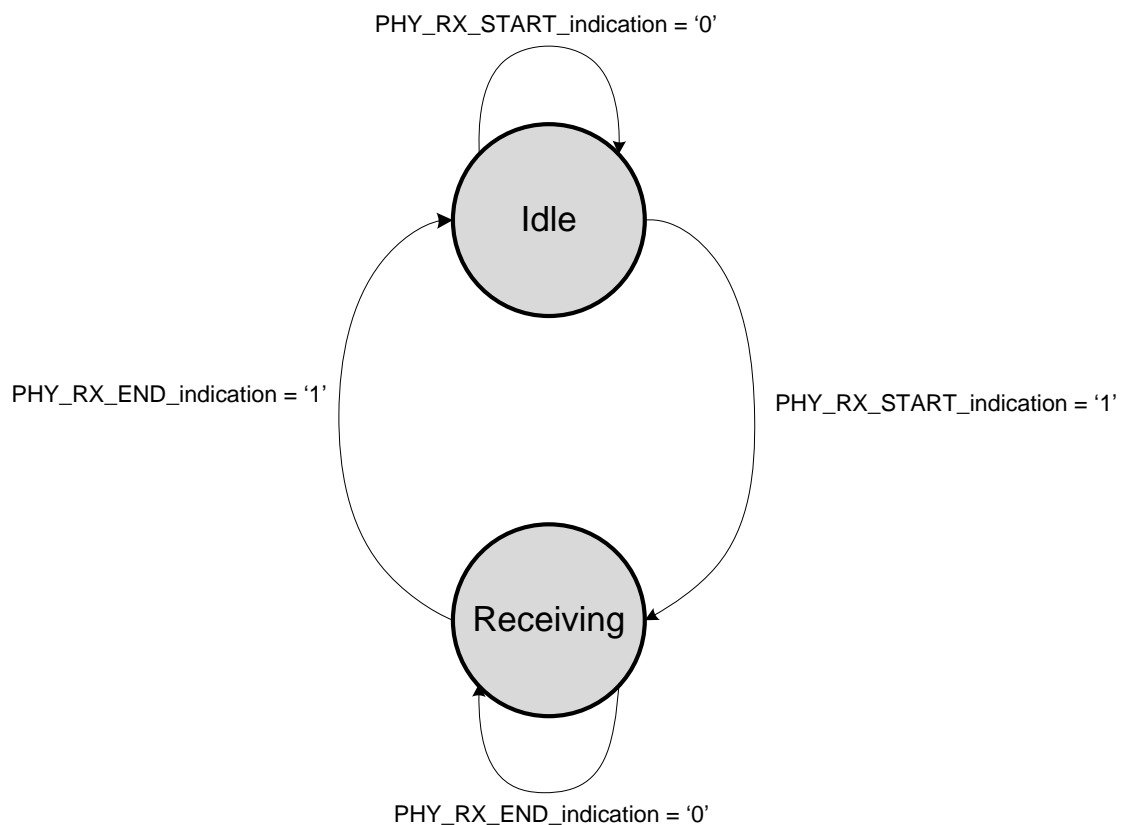 PHY_RX_START_indication = ‘0’
Idle
PHY_RX_END_indication = ‘1’
PHY_RX_START_indication = ‘1’
Receiving
PHY_RX_END_indication = ‘0’